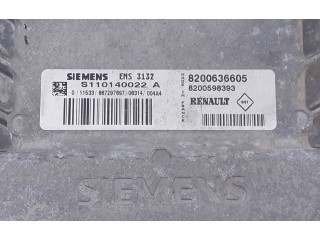 SIEMENS EMS 3132
S110140022 A
8200636605
8200598393
RENAULT
SIEMENS